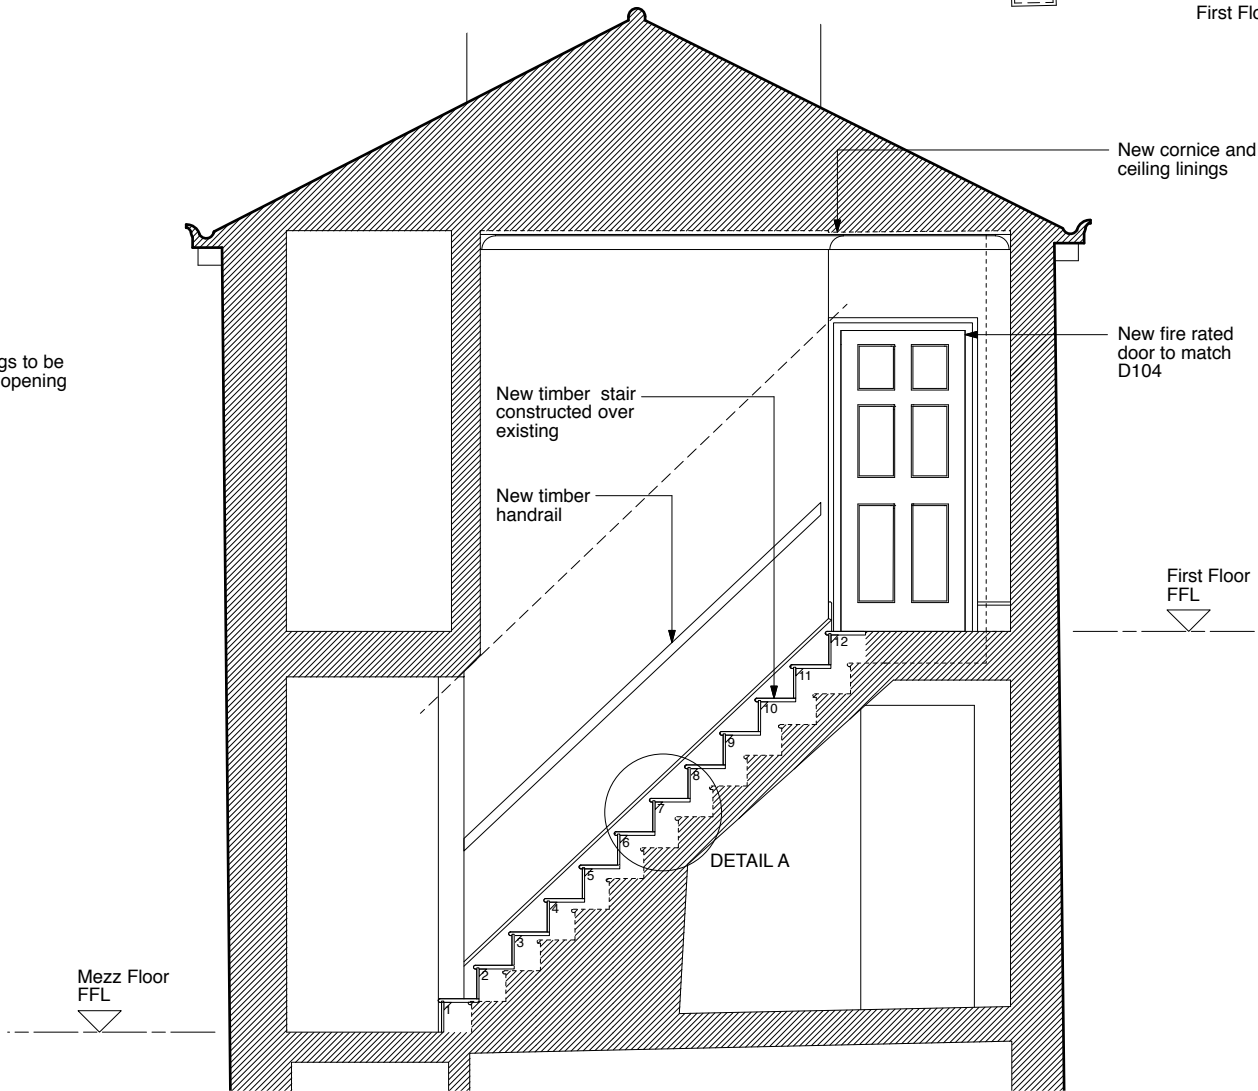 First Flo
New cornice and
ceiling linings
gs to be
opening
New fire rated
door to match
D104
New timber stair
constructed over
existing
New timber
handrail
First Floor
FFL
12
11
10
9
8
7
6
5
4
3
2
1
DETAIL A
Mezz Floor
FFL